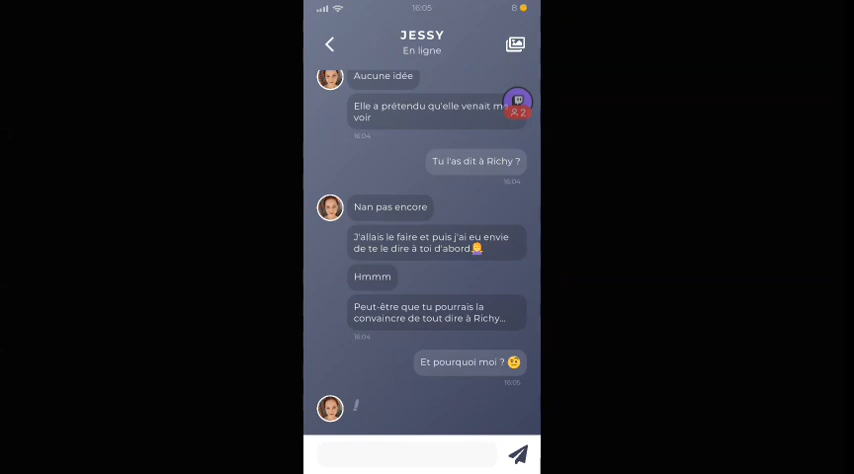 16:05
8
JESSY
En ligne
Aucune idée
Elle a prétendu qu'elle venait
voir
2
16:04
Tu l'as dit à Richy ?
16:04
Nan pas encore
J'allais le faire et puis j'ai eu envie
de te le dire à toi d'abord
Hmmm
Peut-être que tu pourrais la
convaincre de tout dire à Richy...
16:04
Et pourquoi moi ?
16:05